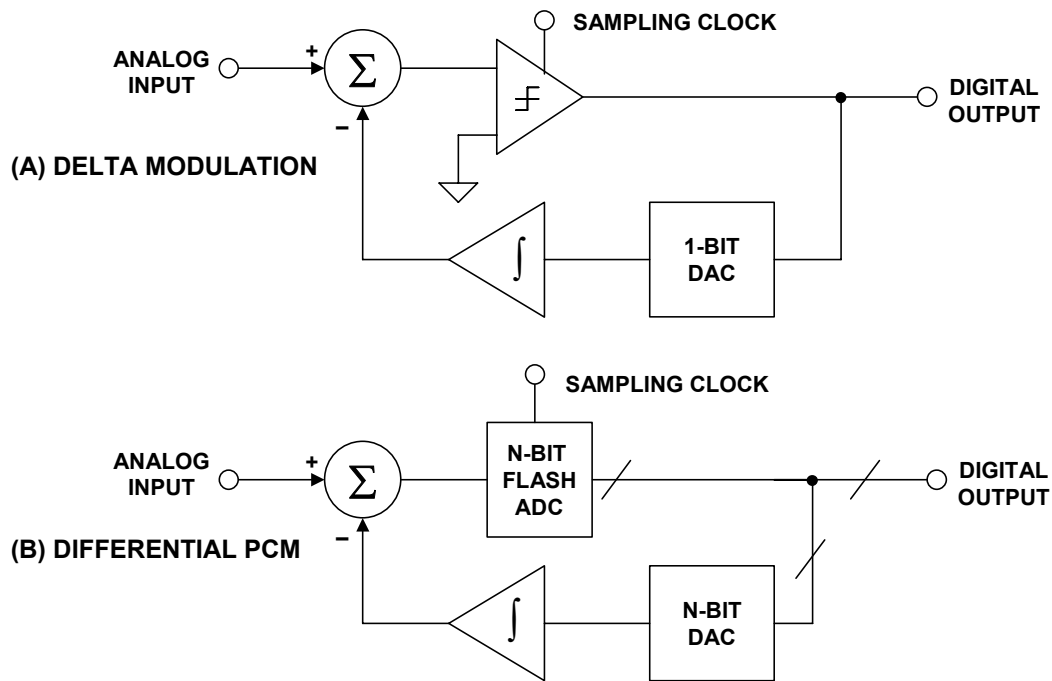 SAMPLING CLOCK
ANALOG
INPUT
+
Σ
DIGITAL
OUTPUT
–
(A) DELTA MODULATION
∫
1-BIT
DAC
SAMPLING CLOCK
ANALOG
INPUT
+
Σ
N-BIT
FLASH
ADC
DIGITAL
OUTPUT
–
(B) DIFFERENTIAL PCM
∫
N-BIT
DAC